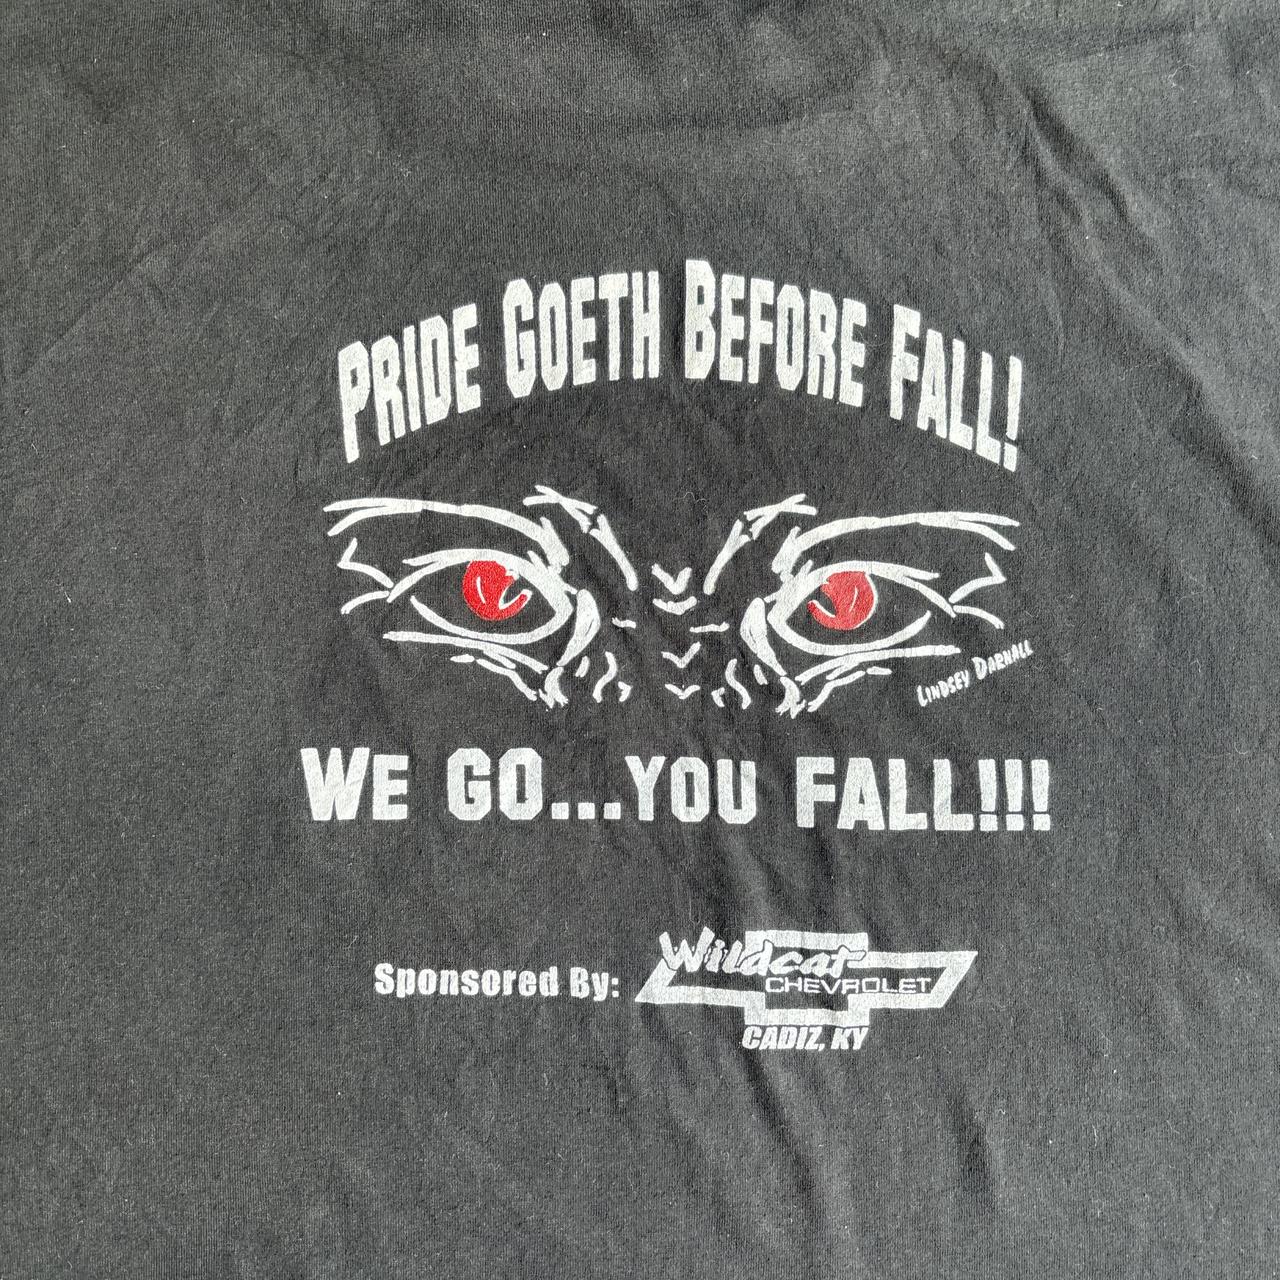 PRIDE GOETH BEFORE FALL!
LINDSEY DARNALL
WE GO...YOU FALL!!!
Sponsored By:
Wildcat
CHEVROLET
CADIZ, KY